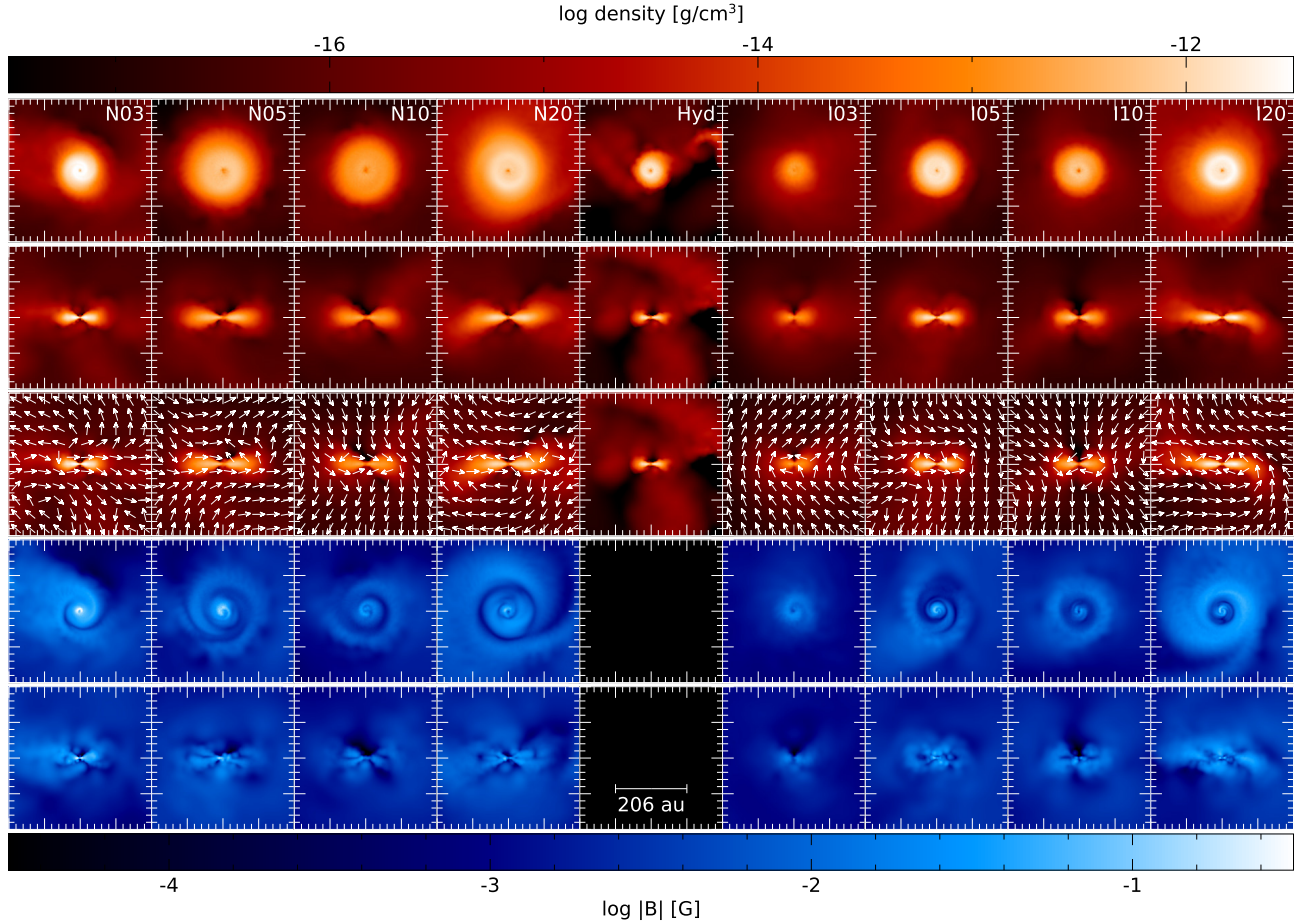 log density [g/cm³]
-16 -14 -12
N03 N05 N10 N20 Hyd I03 I05 I10 I20
206 au
-4 -3 -2 -1
log |B| [G]